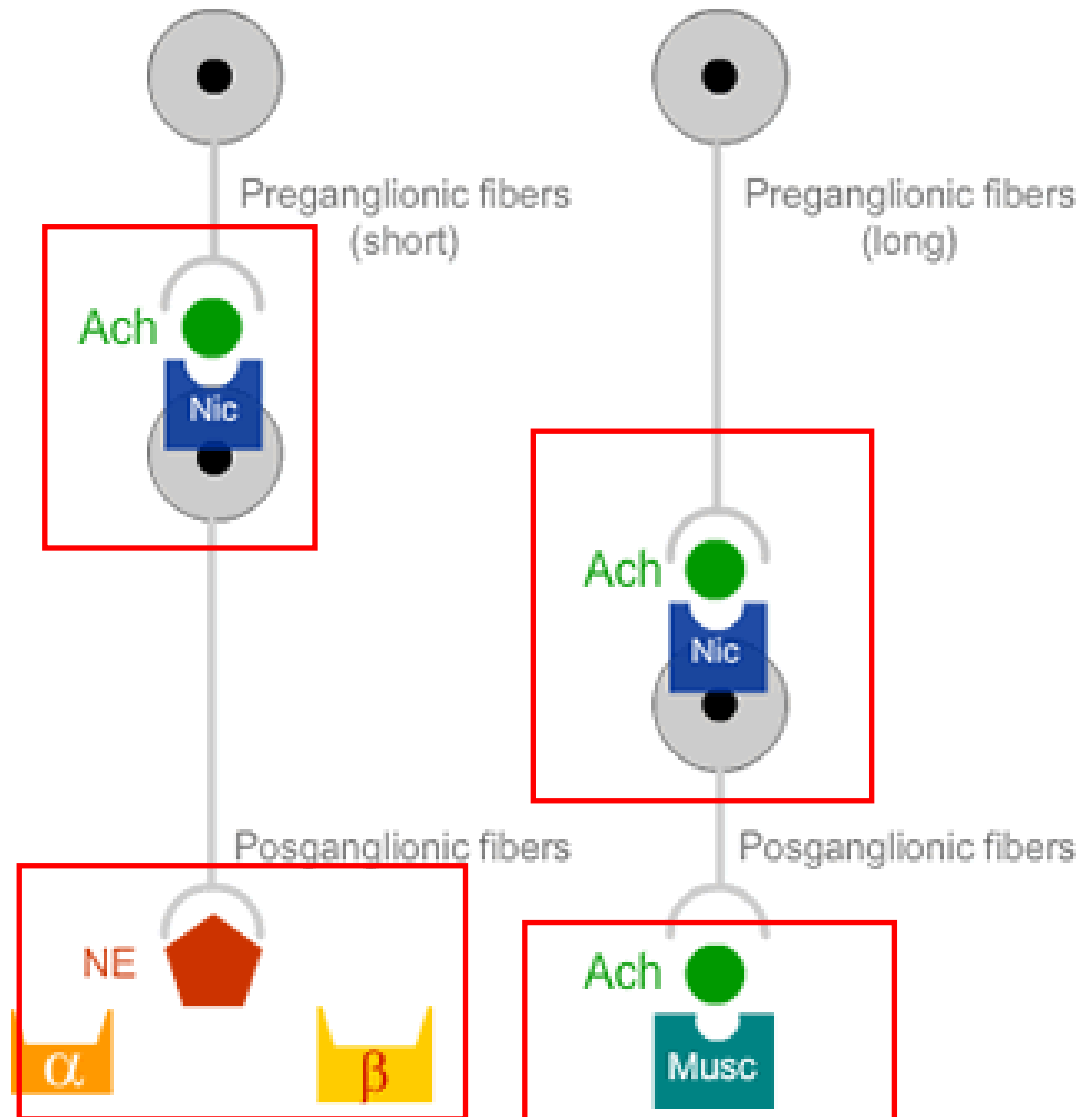 Preganglionic fibers
(short)
Ach
Nic
Posganglionic fibers
NE
α
β
Preganglionic fibers
(long)
Ach
Nic
Posganglionic fibers
Ach
Musc